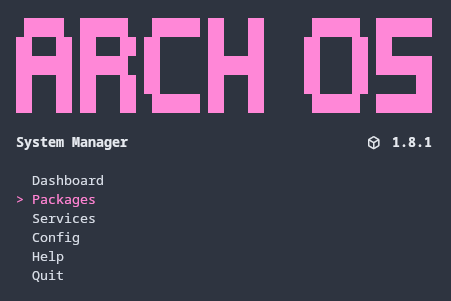 ARCH OS
System Manager 1.8.1
Dashboard
> Packages
Services
Config
Help
Quit